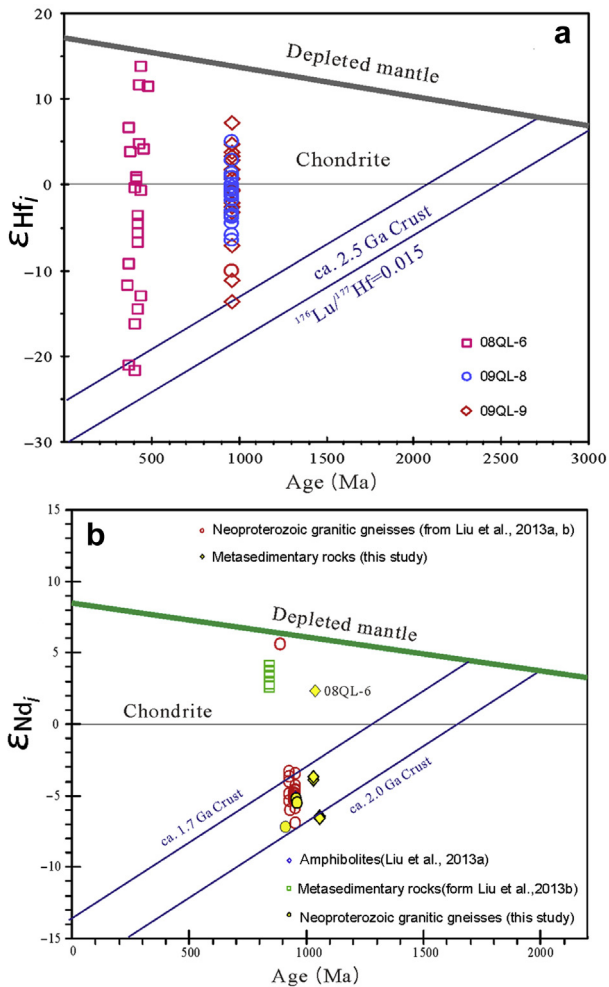 a
20
10
0
−10
−20
−30
εHfi
Depleted mantle
Chondrite
ca. 2.5 Ga Crust
¹⁷⁶Lu/¹⁷⁷Hf=0.015
08QL-6
09QL-8
09QL-9
500 1000 1500 2000 2500 3000
Age (Ma)
b
15
10
5
0
−5
−10
−15
εNdi
Neoproterozoic granitic gneisses (from Liu et al., 2013a, b)
Metasedimentary rocks (this study)
Depleted mantle
08QL-6
Chondrite
ca. 1.7 Ga Crust
ca. 2.0 Ga Crust
Amphibolites(Liu et al., 2013a)
Metasedimentary rocks(form Liu et al.,2013b)
Neoproterozoic granitic gneisses (this study)
0 500 1000 1500 2000
Age (Ma)